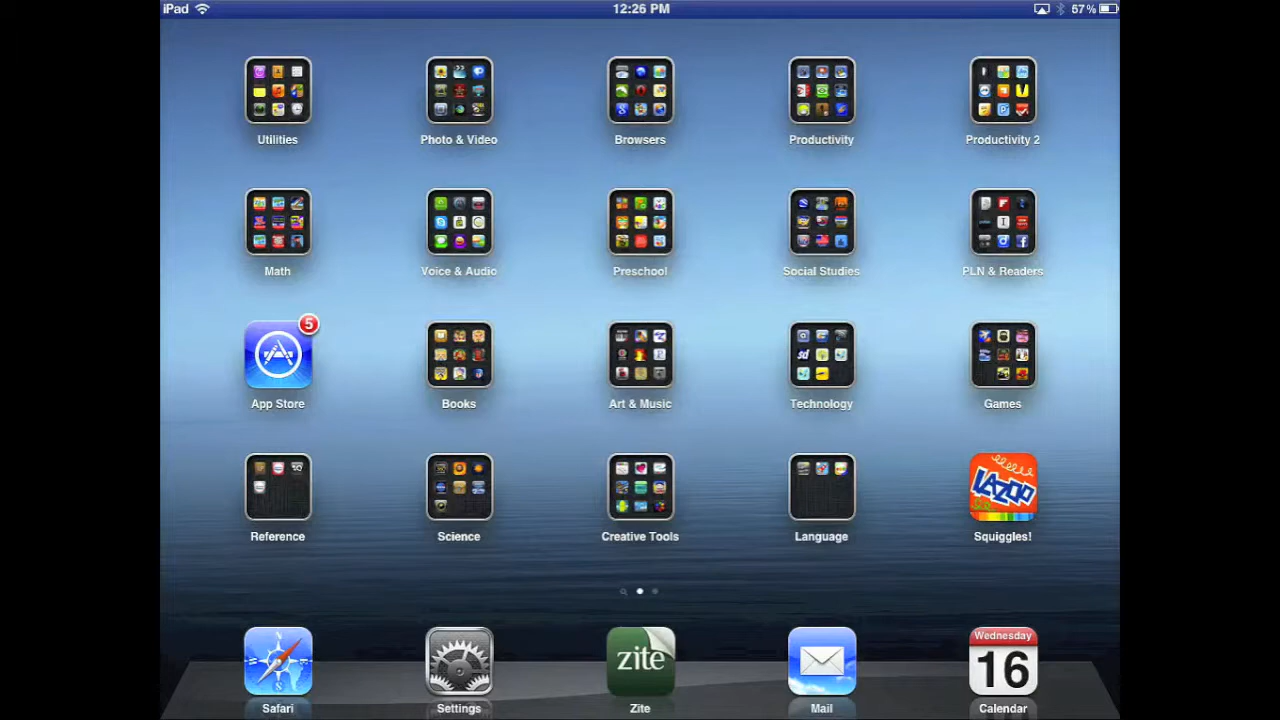 iPad 12:26 PM 67%
Utilities Photo & Video Browsers Productivity Productivity 2
Math Voice & Audio Preschool Social Studies PLN & Readers
5
App Store Books Art & Music Technology Games
LAZOO
Reference Science Creative Tools Language Squiggles!
Wednesday
zite 16
Safari Settings Zite Mail Calendar